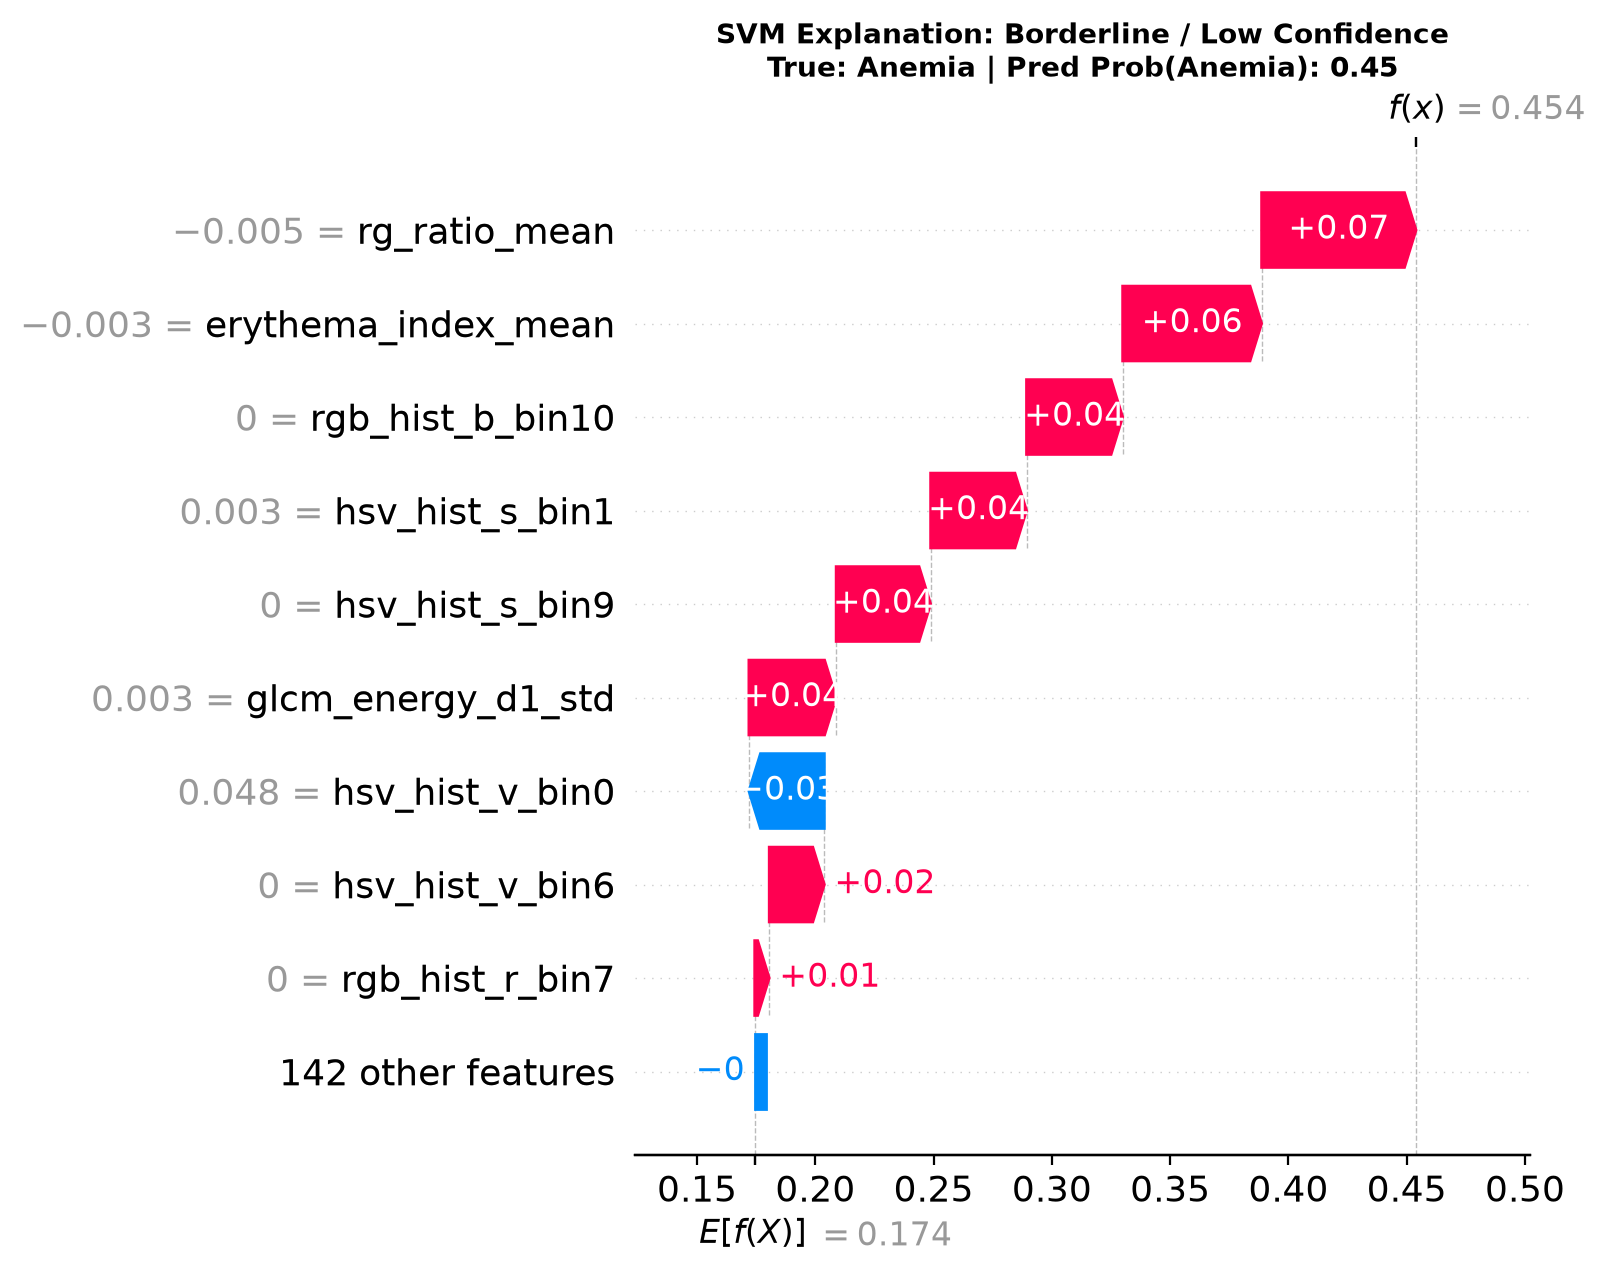 SVM Explanation: Borderline / Low Confidence
True: Anemia | Pred Prob(Anemia): 0.45
f(x) = 0.454
−0.005 = rg_ratio_mean +0.07
−0.003 = erythema_index_mean +0.06
0 = rgb_hist_b_bin10 +0.04
0.003 = hsv_hist_s_bin1 +0.04
0 = hsv_hist_s_bin9 +0.04
0.003 = glcm_energy_d1_std +0.04
0.048 = hsv_hist_v_bin0 −0.03
0 = hsv_hist_v_bin6 +0.02
0 = rgb_hist_r_bin7 +0.01
142 other features −0
0.15 0.20 0.25 0.30 0.35 0.40 0.45 0.50
E[f(X)] = 0.174